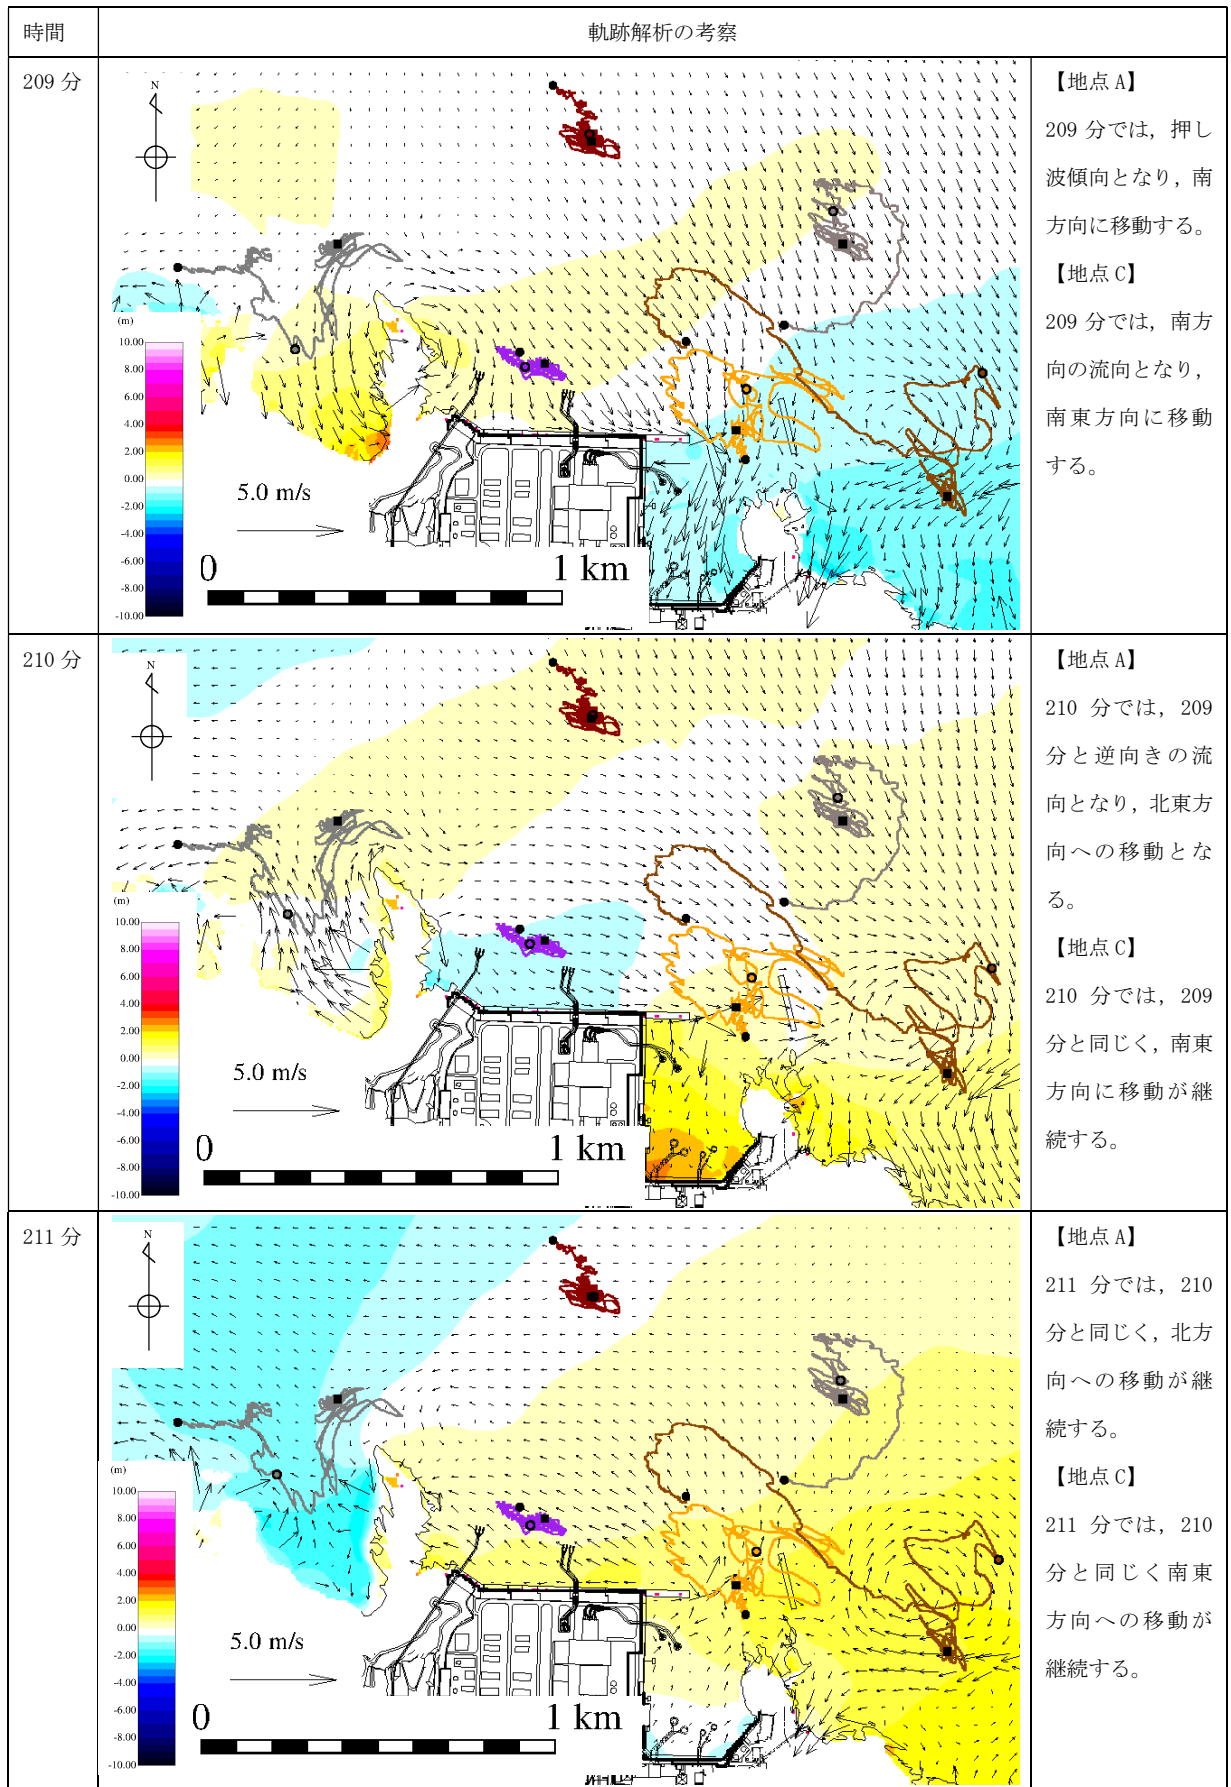 時間
軌跡解析の考察
209 分
N
(m)
10.00
8.00
6.00
4.00
2.00
0.00
-2.00
-4.00
-6.00
-8.00
-10.00
5.0 m/s
0
1 km
【地点 A】
209 分では，押し
波傾向となり，南
方向に移動する。
【地点 C】
209 分では，南方
向の流向となり，
南東方向に移動
する。
210 分
N
(m)
10.00
8.00
6.00
4.00
2.00
0.00
-2.00
-4.00
-6.00
-8.00
-10.00
5.0 m/s
0
1 km
【地点 A】
210 分では，209
分と逆向きの流
向となり，北東方
向への移動とな
る。
【地点 C】
210 分では，209
分と同じく，南東
方向に移動が継
続する。
211 分
N
(m)
10.00
8.00
6.00
4.00
2.00
0.00
-2.00
-4.00
-6.00
-8.00
-10.00
5.0 m/s
0
1 km
【地点 A】
211 分では，210
分と同じく，北方
向への移動が継
続する。
【地点 C】
211 分では，210
分と同じく南東
方向への移動が
継続する。